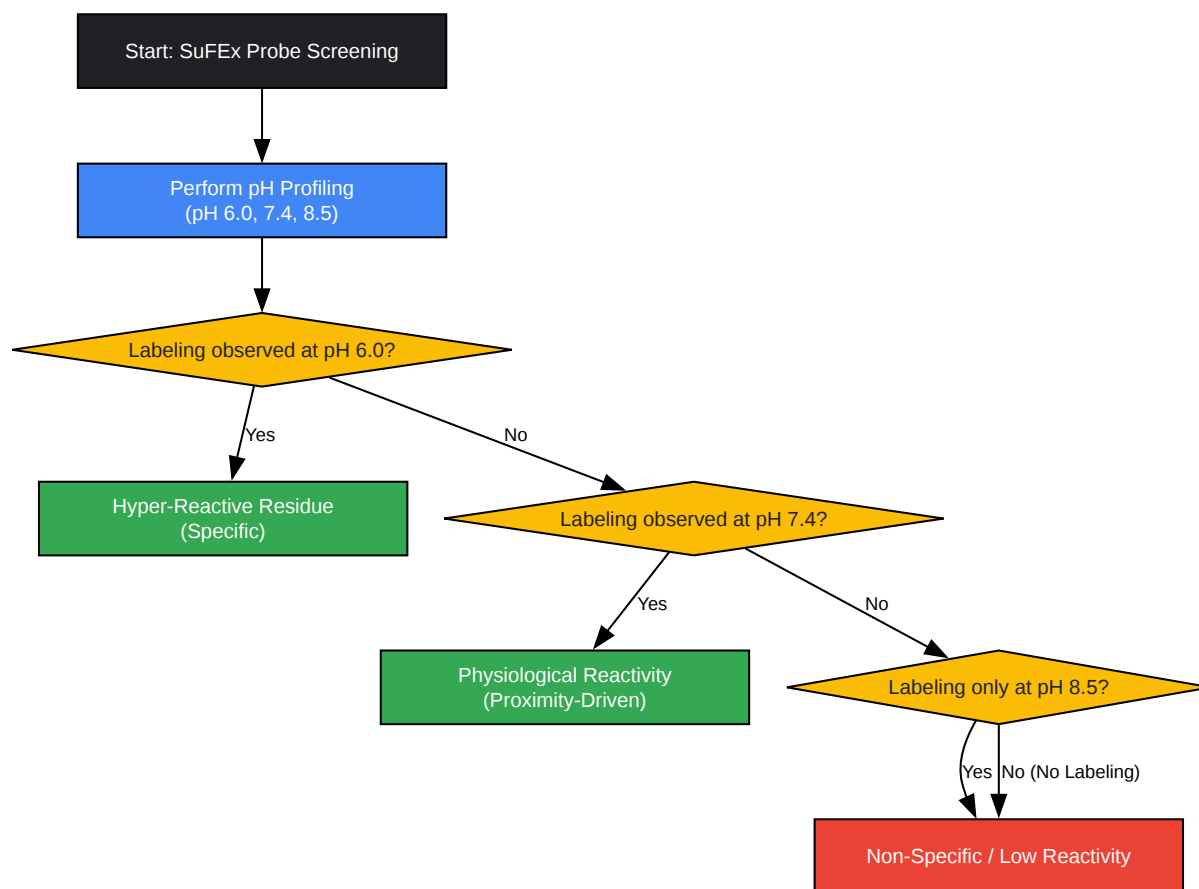 Start: SuFEx Probe Screening
Perform pH Profiling
(pH 6.0, 7.4, 8.5)
Labeling observed at pH 6.0?
Yes
No
Hyper-Reactive Residue
(Specific)
Labeling observed at pH 7.4?
Yes
No
Physiological Reactivity
(Proximity-Driven)
Labeling only at pH 8.5?
Yes
No (No Labeling)
Non-Specific / Low Reactivity